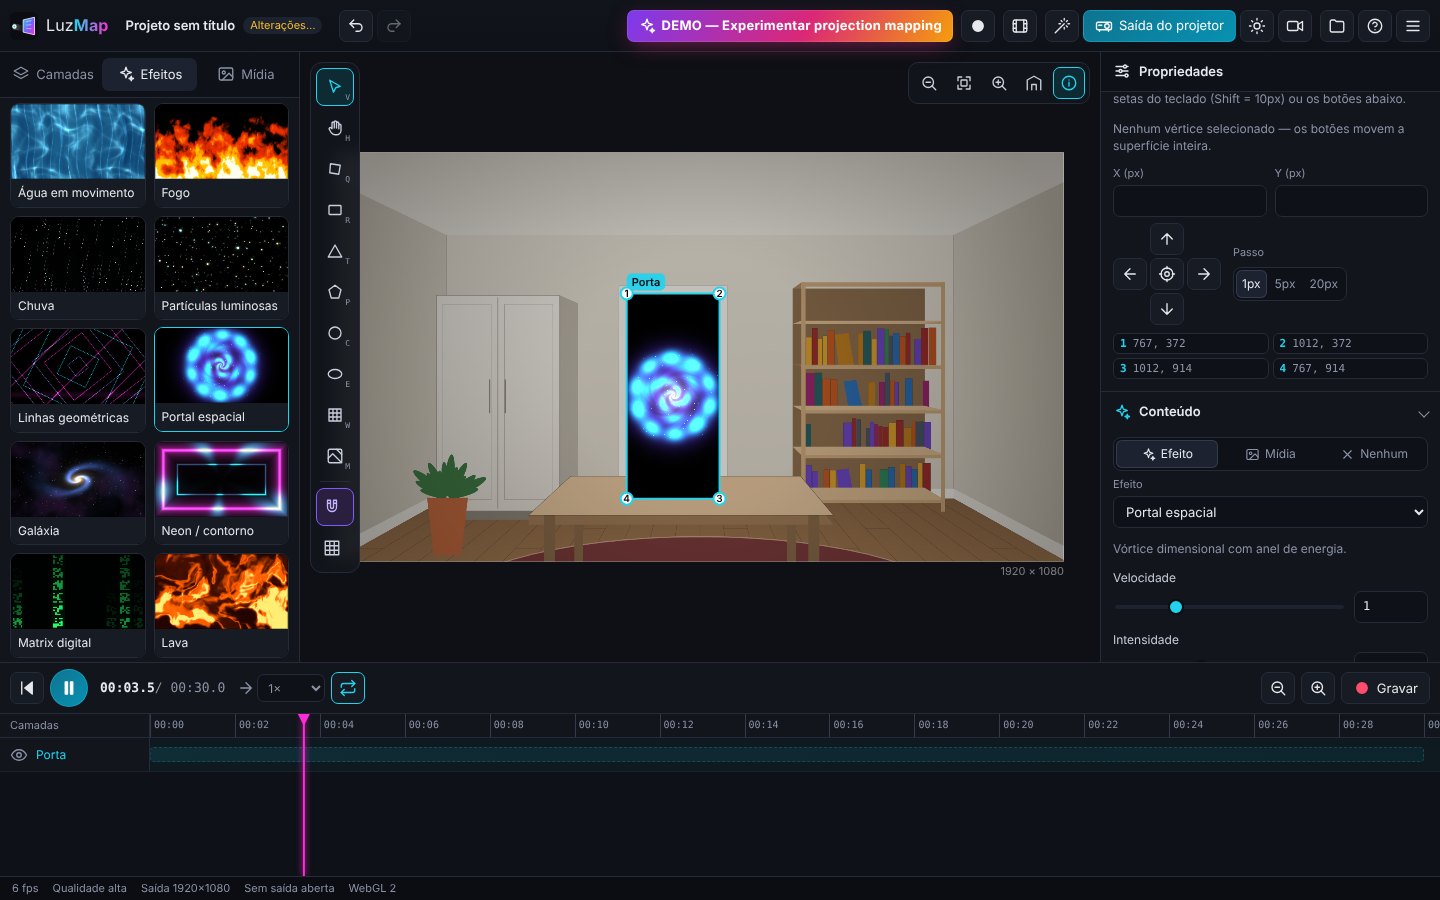 LuzMap
Projeto sem título
Alterações...
DEMO — Experimentar projection mapping
Saída do projetor
Camadas
Efeitos
Mídia
Água em movimento
Fogo
Chuva
Partículas luminosas
Linhas geométricas
Portal espacial
Galáxia
Neon / contorno
Matrix digital
Lava
V
H
Q
R
T
P
C
E
W
M
Porta
1
2
4
3
1920 × 1080
Propriedades
setas do teclado (Shift = 10px) ou os botões abaixo.
Nenhum vértice selecionado — os botões movem a
superfície inteira.
X (px)
Y (px)
Passo
1px
5px
20px
1 767, 372
2 1012, 372
3 1012, 914
4 767, 914
Conteúdo
Efeito
Mídia
Nenhum
Efeito
Portal espacial
Vórtice dimensional com anel de energia.
Velocidade
1
Intensidade
00:03.5/ 00:30.0
1×
Gravar
Camadas
00:00
00:02
00:04
00:06
00:08
00:10
00:12
00:14
00:16
00:18
00:20
00:22
00:24
00:26
00:28
00
Porta
6 fps
Qualidade alta
Saída 1920×1080
Sem saída aberta
WebGL 2